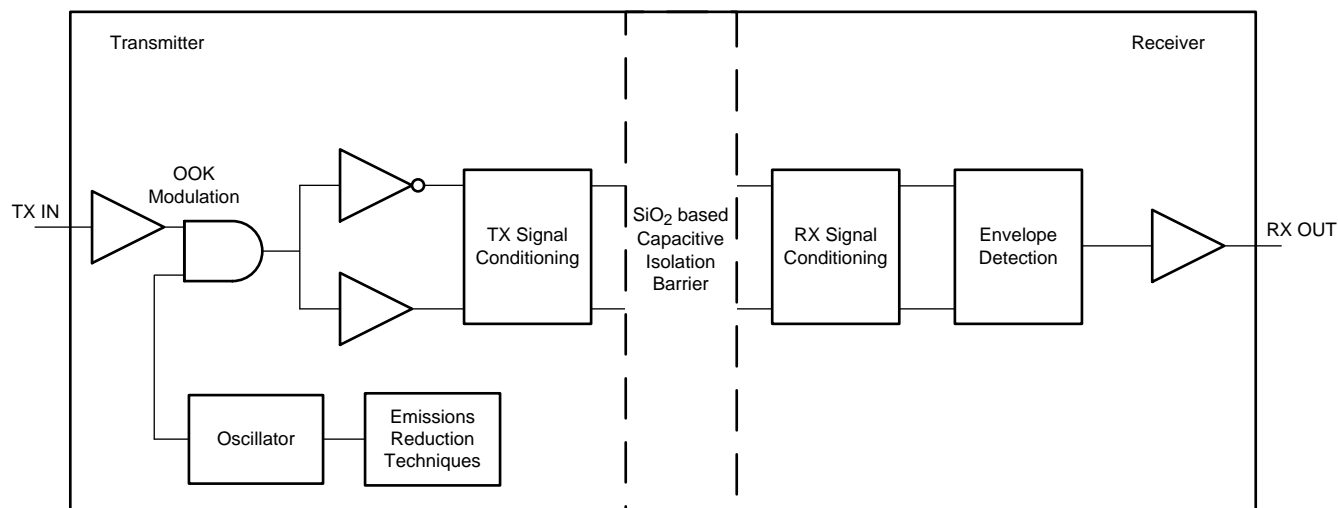 Transmitter
Receiver
OOK
Modulation
TX IN
TX Signal
Conditioning
SiO2 based
Capacitive
Isolation
Barrier
RX Signal
Conditioning
Envelope
Detection
RX OUT
Oscillator
Emissions
Reduction
Techniques